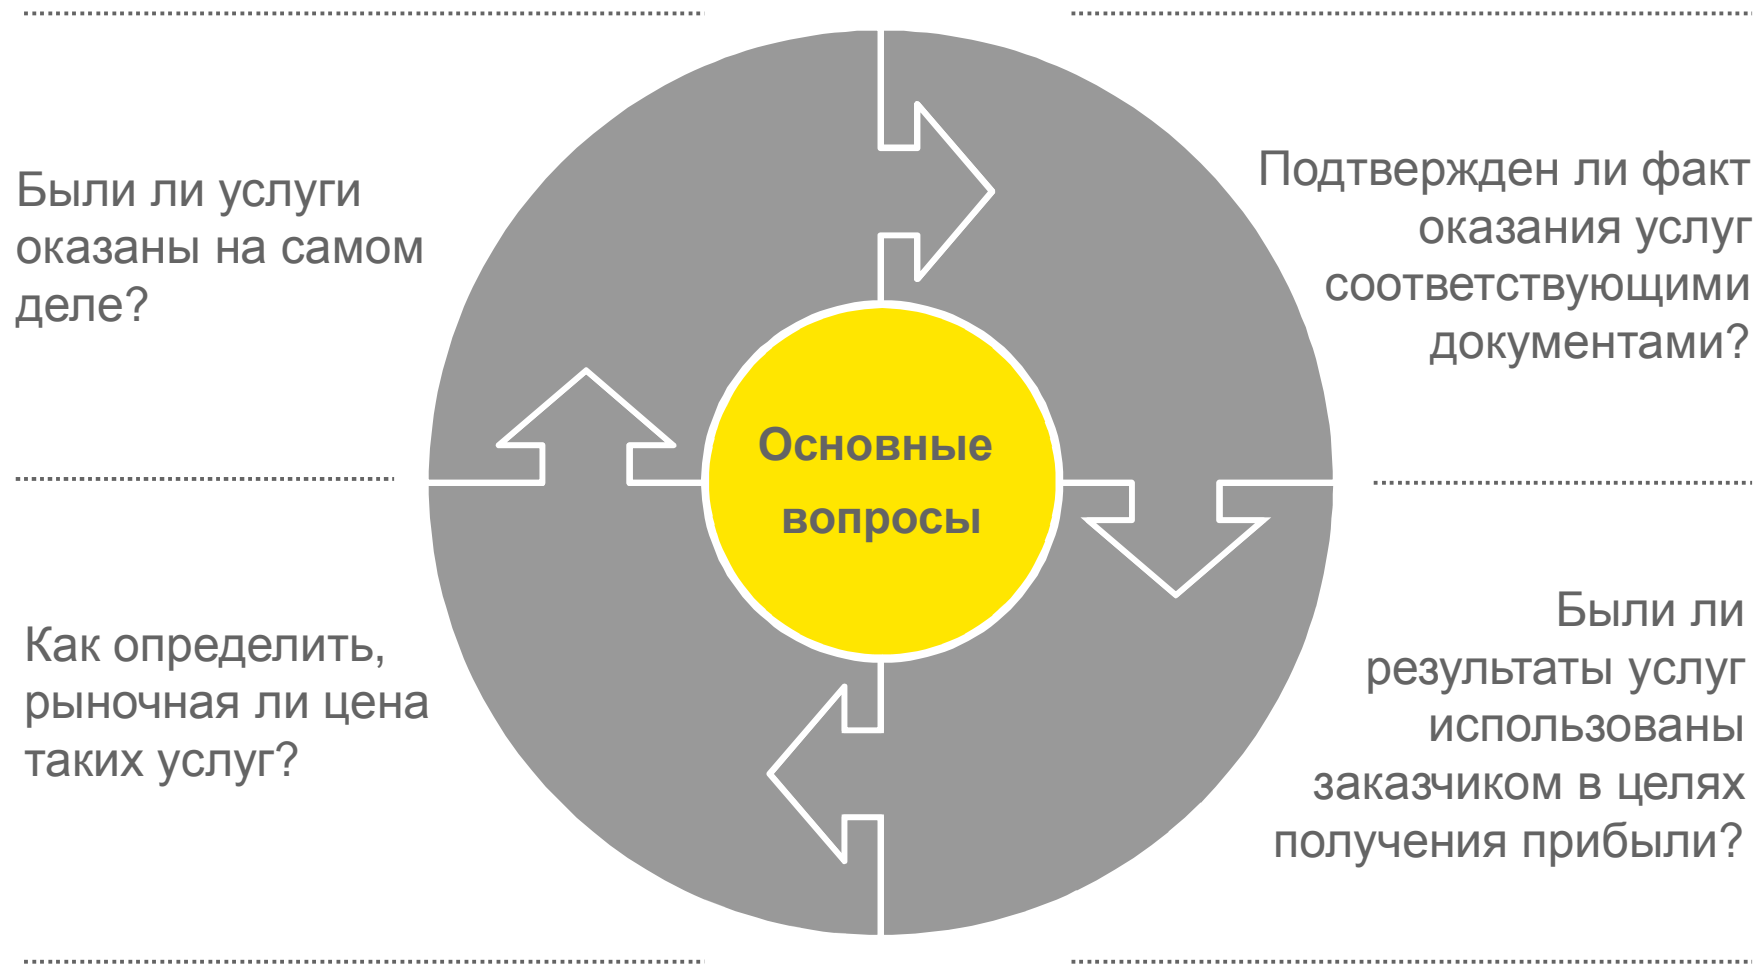 Были ли услуги
оказаны на самом
деле?
Подтвержден ли факт
оказания услуг
соответствующими
документами?
Основные
вопросы
Как определить,
рыночная ли цена
таких услуг?
Были ли
результаты услуг
использованы
заказчиком в целях
получения прибыли?